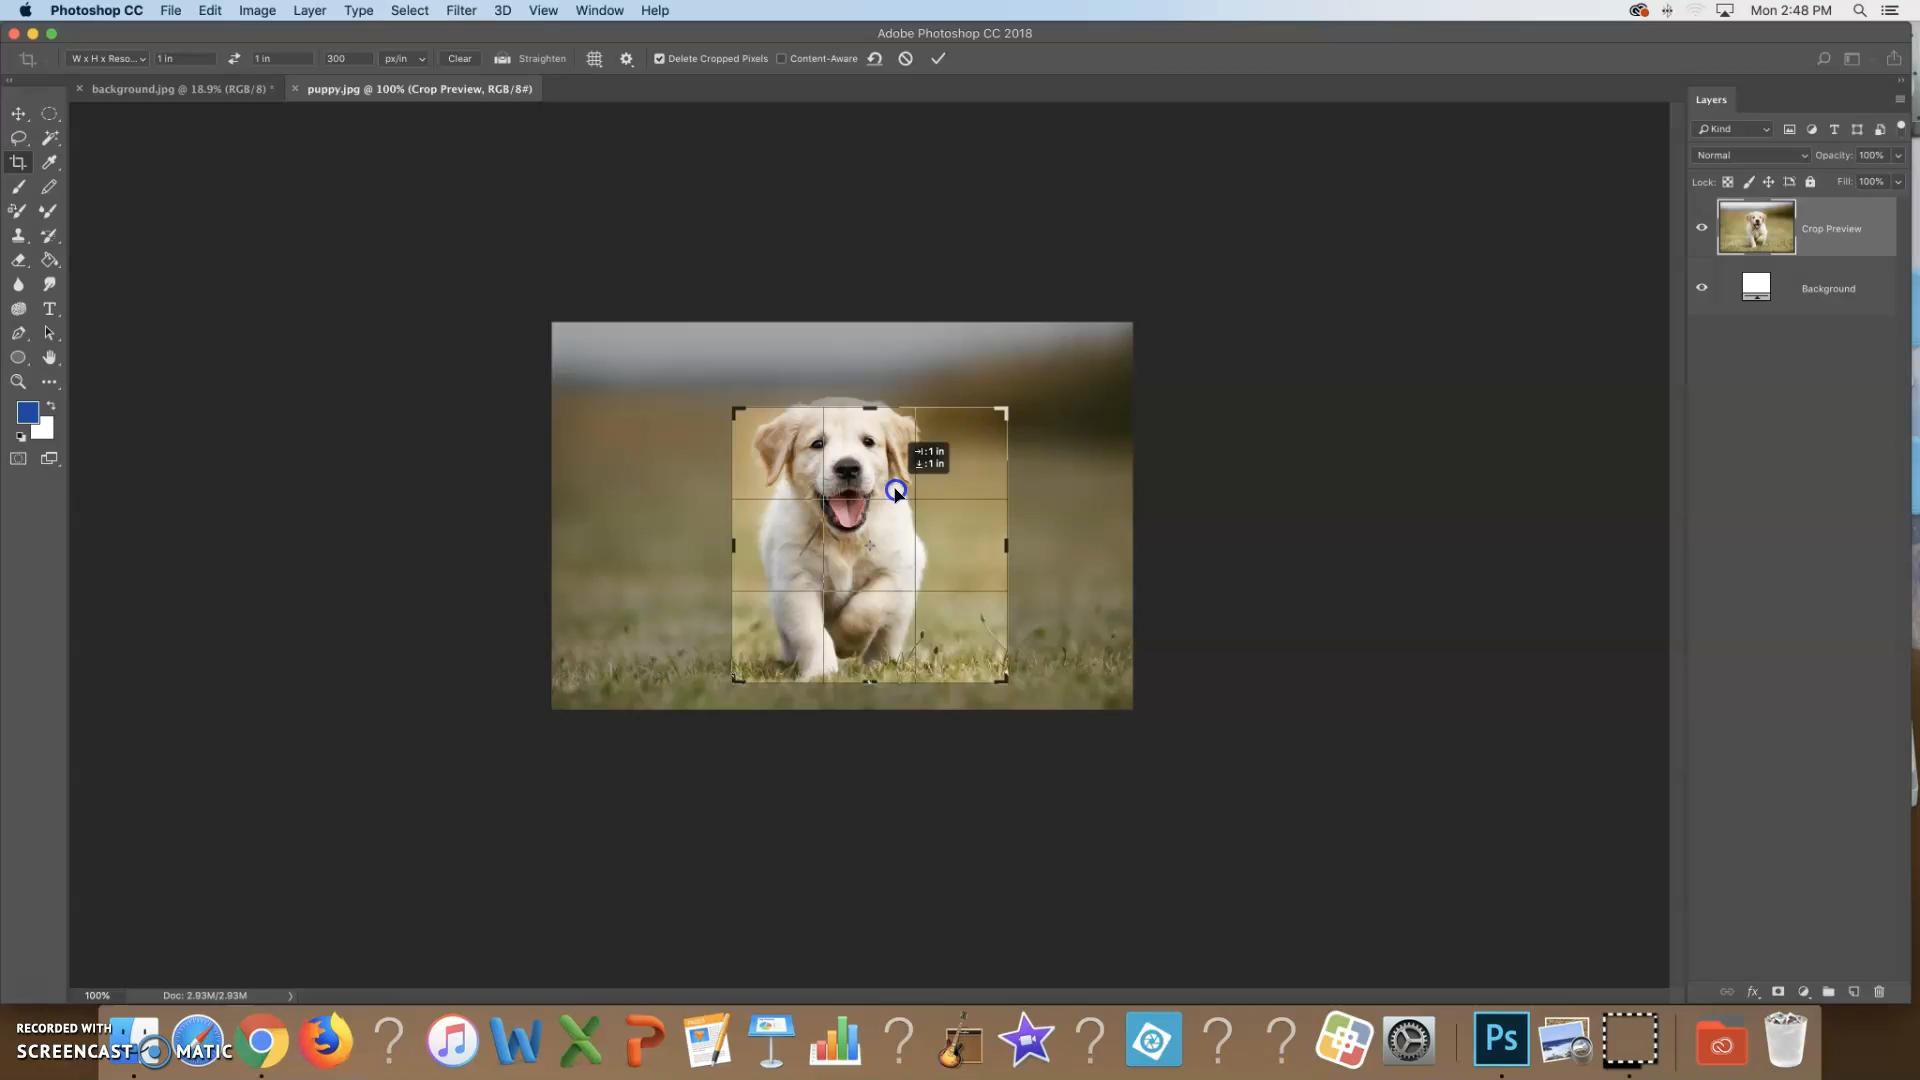 Photoshop CC File Edit Image Layer Type Select Filter 3D View Window Help Mon 2:48 PM
Adobe Photoshop CC 2018
W x H x Reso... 1 in 1 in 300 px/in Clear Straighten Delete Cropped Pixels Content-Aware
background.jpg @ 18.9% (RGB/8) * puppy.jpg @ 100% (Crop Preview, RGB/8#)
Layers
Kind
Normal Opacity: 100%
Lock: Fill: 100%
Crop Preview
Background
: 1 in
: 1 in
100% Doc: 2.93M/2.93M
RECORDED WITH
SCREENCAST MATIC
Ps